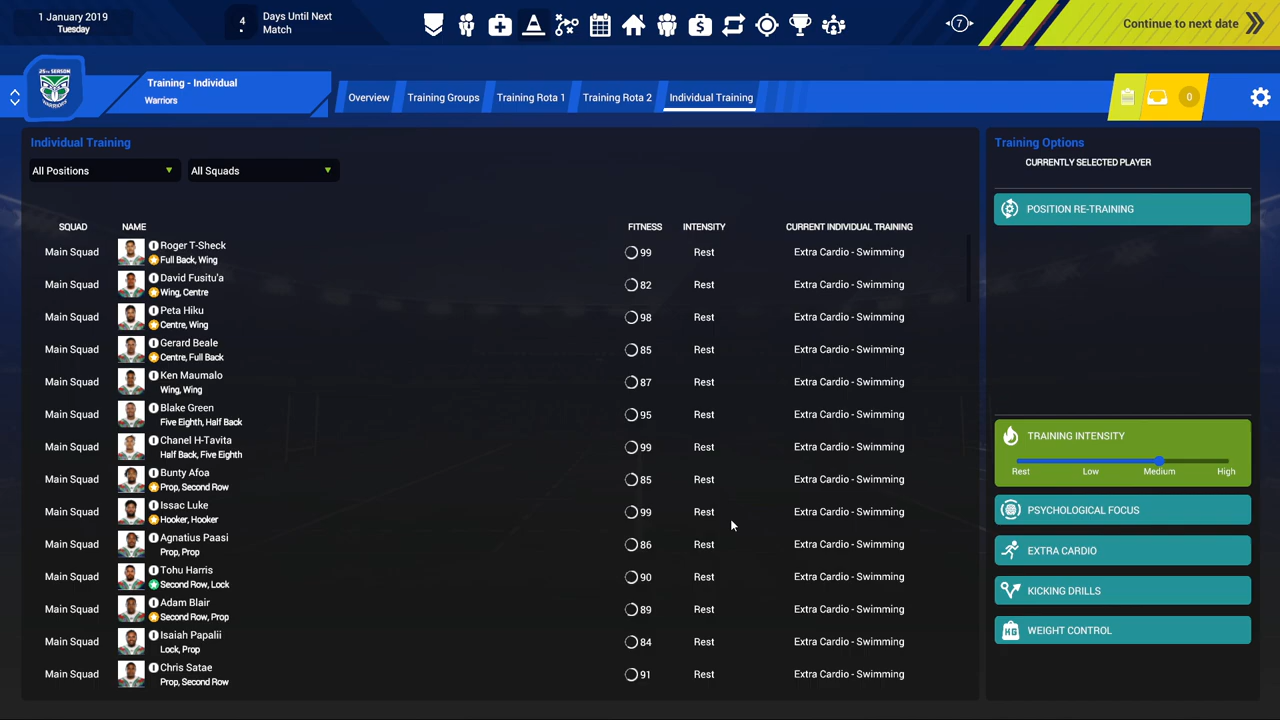 1 January 2019
Tuesday
4
Days Until Next
Match
7
Continue to next date
25TH SEASON
WARRIORS
Training - Individual
Warriors
Overview
Training Groups
Training Rota 1
Training Rota 2
Individual Training
0
Individual Training
All Positions
All Squads
SQUAD NAME FITNESS INTENSITY CURRENT INDIVIDUAL TRAINING
Main Squad Roger T-Sheck 99 Rest Extra Cardio - Swimming
Full Back, Wing
Main Squad David Fusitu'a 82 Rest Extra Cardio - Swimming
Wing, Centre
Main Squad Peta Hiku 98 Rest Extra Cardio - Swimming
Centre, Wing
Main Squad Gerard Beale 85 Rest Extra Cardio - Swimming
Centre, Full Back
Main Squad Ken Maumalo 87 Rest Extra Cardio - Swimming
Wing, Wing
Main Squad Blake Green 95 Rest Extra Cardio - Swimming
Five Eighth, Half Back
Main Squad Chanel H-Tavita 99 Rest Extra Cardio - Swimming
Half Back, Five Eighth
Main Squad Bunty Afoa 85 Rest Extra Cardio - Swimming
Prop, Second Row
Main Squad Issac Luke 99 Rest Extra Cardio - Swimming
Hooker, Hooker
Main Squad Agnatius Paasi 86 Rest Extra Cardio - Swimming
Prop, Prop
Main Squad Tohu Harris 90 Rest Extra Cardio - Swimming
Second Row, Lock
Main Squad Adam Blair 89 Rest Extra Cardio - Swimming
Second Row, Prop
Main Squad Isaiah Papalii 84 Rest Extra Cardio - Swimming
Lock, Prop
Main Squad Chris Satae 91 Rest Extra Cardio - Swimming
Prop, Second Row
Training Options
CURRENTLY SELECTED PLAYER
POSITION RE-TRAINING
TRAINING INTENSITY
Rest Low Medium High
PSYCHOLOGICAL FOCUS
EXTRA CARDIO
KICKING DRILLS
HG
WEIGHT CONTROL